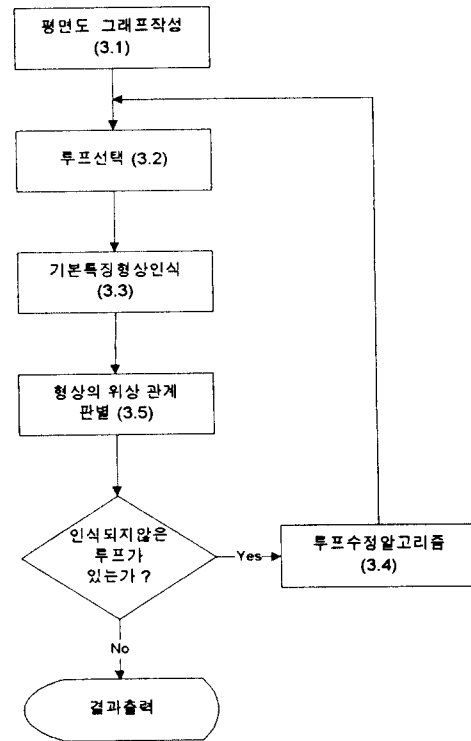 평면도 그래프작성
(3.1)
루프선택 (3.2)
기본특징형상인식
(3.3)
형상의 위상 관계
판별 (3.5)
인식되지않은
루프가
있는가 ?
Yes
루프수정알고리즘
(3.4)
No
결과출력